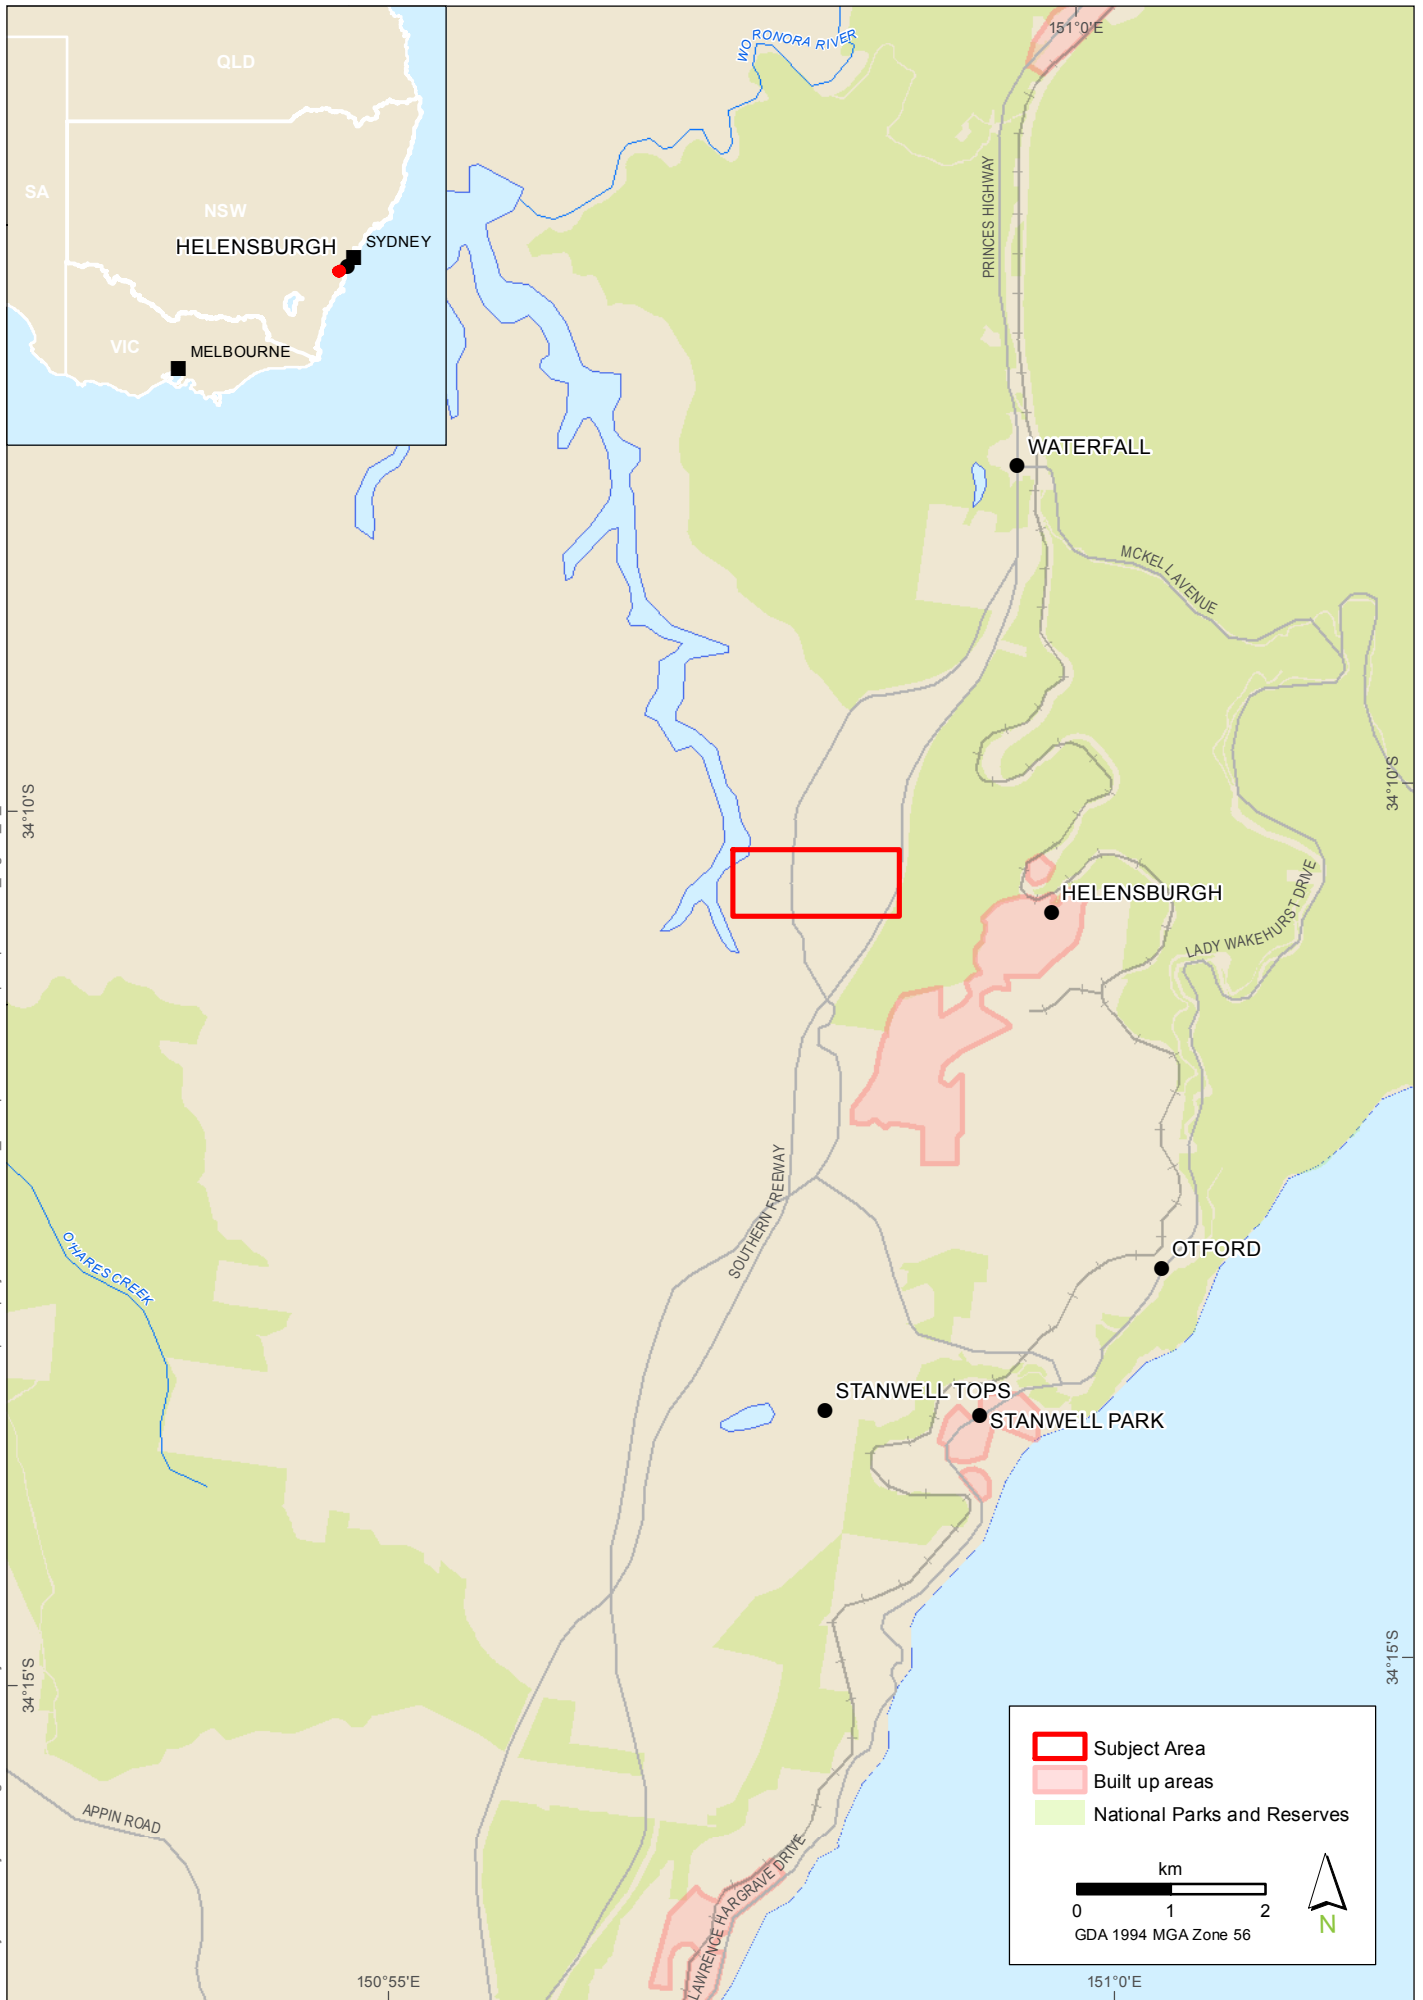 151°0'E
WORONORA RIVER
QLD
SA
NSW
HELENSBURGH
SYDNEY
VIC
MELBOURNE
PRINCES HIGHWAY
WATERFALL
MCKELL AVENUE
34°10'S
34°10'S
HELENSBURGH
LADY WAKEHURST DRIVE
SOUTHERN FREEWAY
O'HARES CREEK
OTFORD
STANWELL TOPS
STANWELL PARK
34°15'S
34°15'S
Subject Area
Built up areas
National Parks and Reserves
km
0 1 2
GDA 1994 MGA Zone 56
N
APPIN ROAD
LAWRENCE HARGRAVE DRIVE
150°55'E
151°0'E